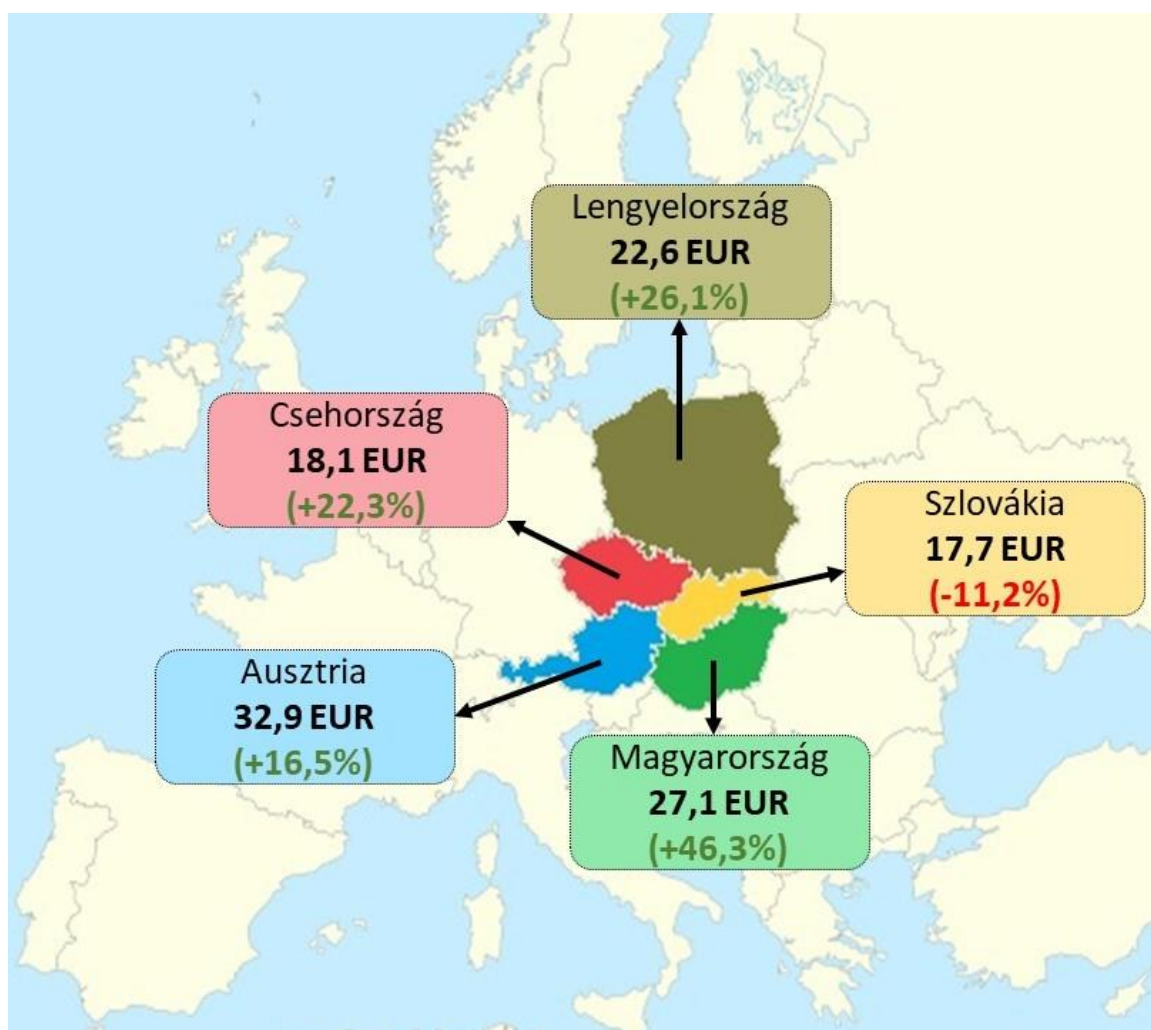 Lengyelország
22,6 EUR
(+26,1%)
Csehország
18,1 EUR
(+22,3%)
Szlovákia
17,7 EUR
(-11,2%)
Ausztria
32,9 EUR
(+16,5%)
Magyarország
27,1 EUR
(+46,3%)